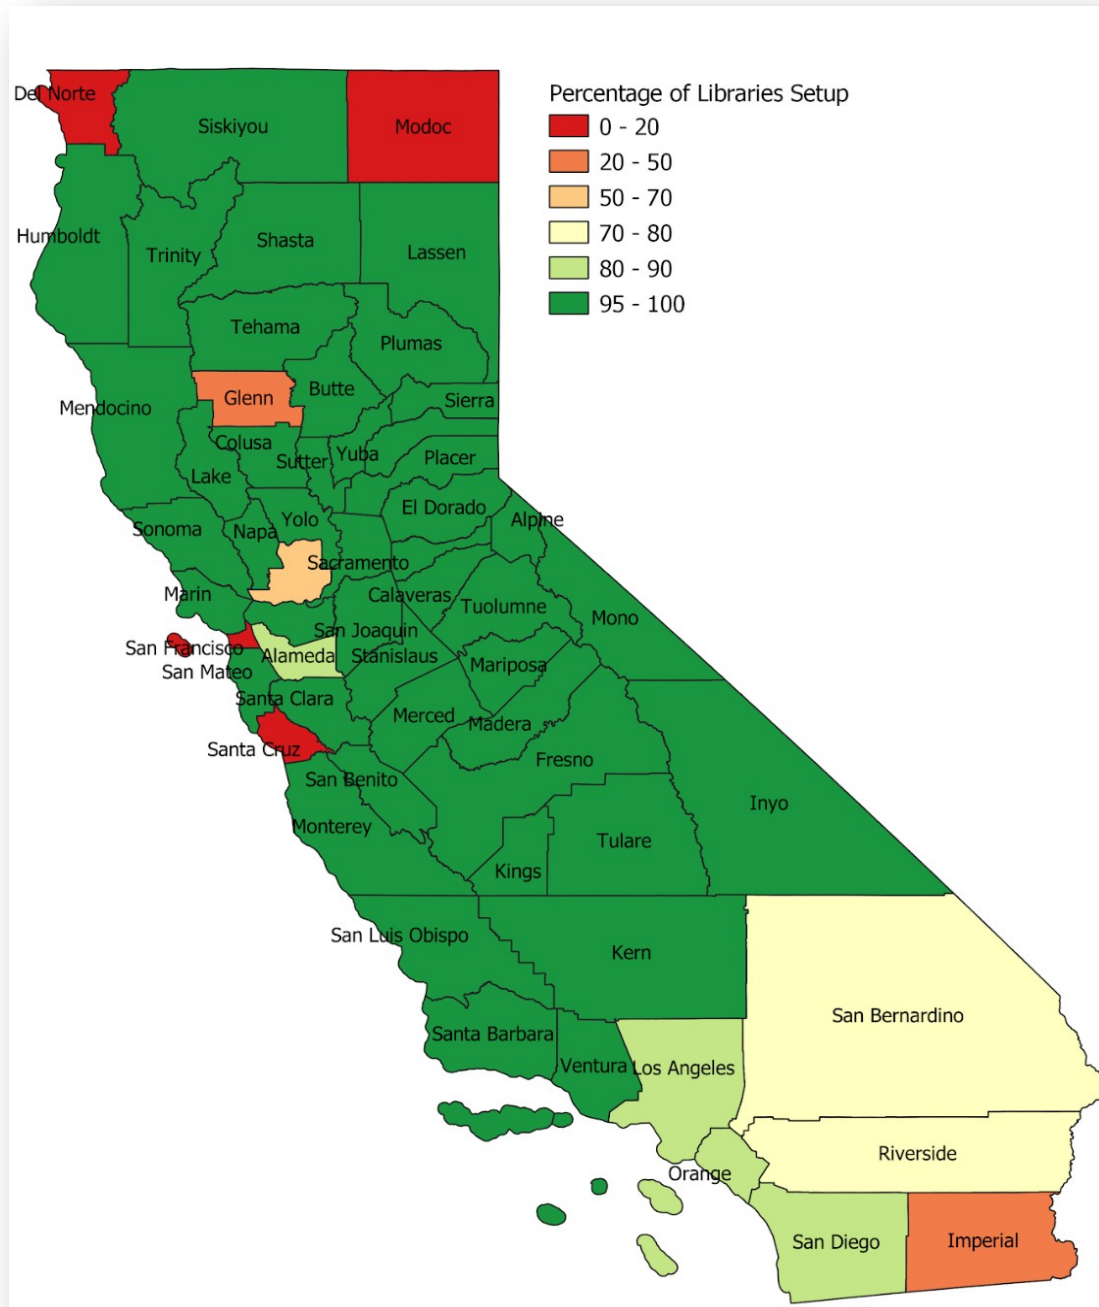 Percentage of Libraries Setup
0 - 20
20 - 50
50 - 70
70 - 80
80 - 90
95 - 100
Del Norte
Siskiyou
Modoc
Humboldt
Trinity
Shasta
Lassen
Tehama
Plumas
Mendocino
Glenn
Butte
Sierra
Colusa
Sutter
Yuba
Placer
Lake
El Dorado
Alpine
Sonoma
Napa
Yolo
Sacramento
Marin
Calaveras
Tuolumne
Mono
San Joaquin
San Francisco
Alameda
Stanislaus
San Mateo
Mariposa
Santa Clara
Merced
Madera
Santa Cruz
Fresno
San Benito
Inyo
Monterey
Tulare
Kings
San Luis Obispo
Kern
San Bernardino
Santa Barbara
Ventura
Los Angeles
Riverside
Orange
San Diego
Imperial